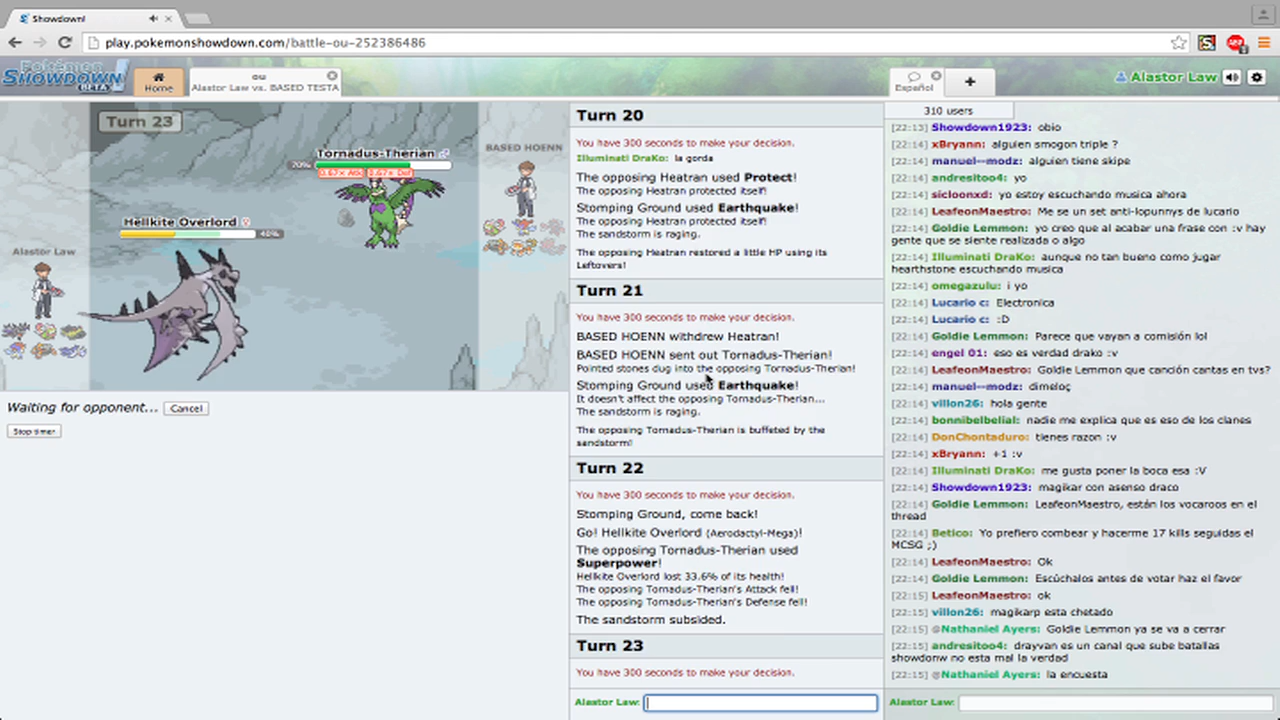 Showdown!
play.pokemonshowdown.com/battle-ou-252386486
Pokémon
SHOWDOWN!
BETA
Home
ou
Alastor Law vs. BASED TESTA
Español
+
Alastor Law
Turn 23
Tornadus-Therian
70%
0.67× Atk 0.67× Def
BASED HOENN
Hellkite Overlord
40%
Alastor Law
Waiting for opponent... Cancel
Stop timer
Turn 20
You have 300 seconds to make your decision.
Illuminati DraKo: la gorda
The opposing Heatran used Protect!
The opposing Heatran protected itself!
Stomping Ground used Earthquake!
The opposing Heatran protected itself!
The sandstorm is raging.
The opposing Heatran restored a little HP using its
Leftovers!
Turn 21
You have 300 seconds to make your decision.
BASED HOENN withdrew Heatran!
BASED HOENN sent out Tornadus-Therian!
Pointed stones dug into the opposing Tornadus-Therian!
Stomping Ground used Earthquake!
It doesn't affect the opposing Tornadus-Therian...
The sandstorm is raging.
The opposing Tornadus-Therian is buffeted by the
sandstorm!
Turn 22
You have 300 seconds to make your decision.
Stomping Ground, come back!
Go! Hellkite Overlord (Aerodactyl-Mega)!
The opposing Tornadus-Therian used
Superpower!
Hellkite Overlord lost 33.6% of its health!
The opposing Tornadus-Therian's Attack fell!
The opposing Tornadus-Therian's Defense fell!
The sandstorm subsided.
Turn 23
You have 300 seconds to make your decision.
Alastor Law:
310 users
[22:13] Showdown1923: obio
[22:14] xBryann: alguien smogon triple ?
[22:14] manuel--modz: alguien tiene skipe
[22:14] andresitoo4: yo
[22:14] sicloonxd: yo estoy escuchando musica ahora
[22:14] LeafeonMaestro: Me se un set anti-lopunnys de lucario
[22:14] Goldie Lemmon: yo creo que al acabar una frase con :v hay
gente que se siente realizada o algo
[22:14] Illuminati DraKo: aunque no tan bueno como jugar
hearthstone escuchando musica
[22:14] omegazulu: i yo
[22:14] Lucario c: Electronica
[22:14] Lucario c: :D
[22:14] Goldie Lemmon: Parece que vayan a comisión lol
[22:14] engel 01: eso es verdad drako :v
[22:14] LeafeonMaestro: Goldie Lemmon que canción cantas en tvs?
[22:14] manuel--modz: dimeloç
[22:14] villon26: hola gente
[22:14] bonnibelbelial: nadie me explica que es eso de los clanes
[22:14] DonChontaduro: tienes razon :v
[22:14] xBryann: +1 :v
[22:14] Illuminati DraKo: me gusta poner la boca esa :V
[22:14] Showdown1923: magikar con asenso draco
[22:14] Goldie Lemmon: LeafeonMaestro, están los vocaroos en el
thread
[22:14] Betico: Yo prefiero combear y hacerme 17 kills seguidas el
MCSG ;)
[22:14] LeafeonMaestro: Ok
[22:14] Goldie Lemmon: Escúchalos antes de votar haz el favor
[22:15] LeafeonMaestro: ok
[22:15] villon26: magikarp esta chetado
[22:15] @Nathaniel Ayers: Goldie Lemmon ya se va a cerrar
[22:15] andresitoo4: drayvan es un canal que sube batallas
showdonw no esta mal la verdad
[22:15] @Nathaniel Ayers: la encuesta
Alastor Law: